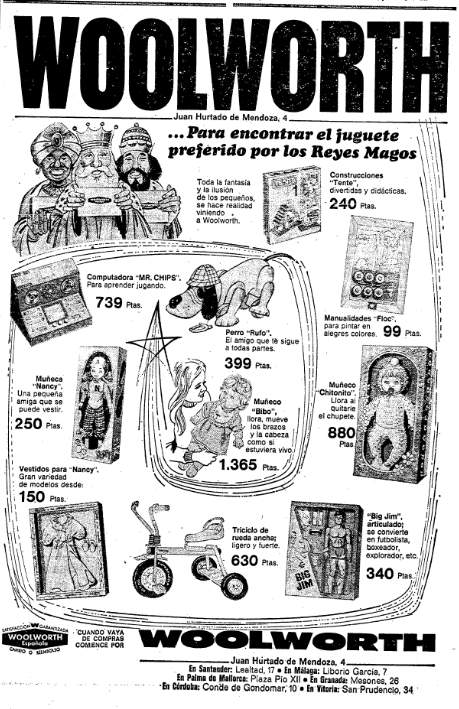 WOOLWORTH
Juan Hurtado de Mendoza, 4
...Para encontrar el juguete
preferido por los Reyes Magos
Toda la fantasía
y la ilusión
de los pequeños,
se hace realidad
viniendo
a Woolworth.
Construcciones
"Tente",
divertidas y didácticas.
240 Ptas.
Computadora "MR. CHIPS".
Para aprender jugando.
739 Ptas.
Manualidades "Floc".
para pintar en
alegres colores. 99 Ptas.
Perro "Rufo".
El amigo que te sigue
a todas partes.
399 Ptas.
Muñeca
"Nancy".
Una pequeña
amiga que se
puede vestir.
250 Ptas.
Muñeco
"Bibo",
llora, mueve
los brazos
y la cabeza
como si
estuviera vivo.
1.365 Ptas.
Muñeco
"Chilonito".
Llora al
quitarle
el chupete.
880
Ptas.
Vestidos para "Nancy".
Gran variedad
de modelos desde:
150 Ptas.
Triciclo de
rueda ancha;
ligero y fuerte.
630 Ptas.
BIG
JIM
"Big Jim",
articulado;
se convierte
en futbolista,
boxeador,
explorador, etc.
340 Ptas.
SATISFACCION GARANTIZADA
WOOLWORTH
Española
CAMBIO O REEMBOLSO
CUANDO VAYA
DE COMPRAS
COMIENCE POR
WOOLWORTH
Juan Hurtado de Mendoza, 4
En Santander: Lealtad, 17 • En Málaga: Liborio García, 7
En Palma de Mallorca: Plaza Pío XII • En Granada: Mesones, 26
En Córdoba: Conde de Gondomar, 10 • En Vitoria: San Prudencio, 34